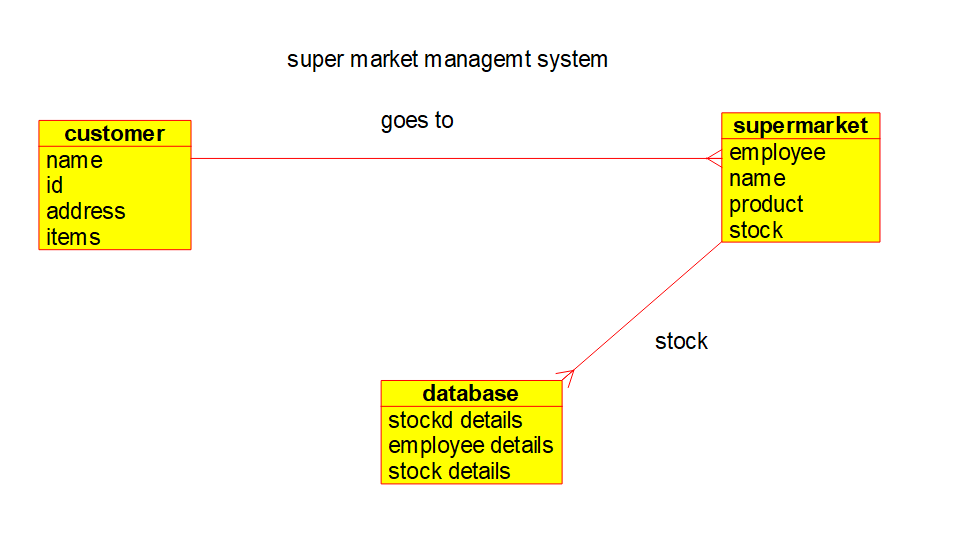 super market managemt system
goes to
customer
name
id
address
items
supermarket
employee
name
product
stock
stock
database
stockd details
employee details
stock details